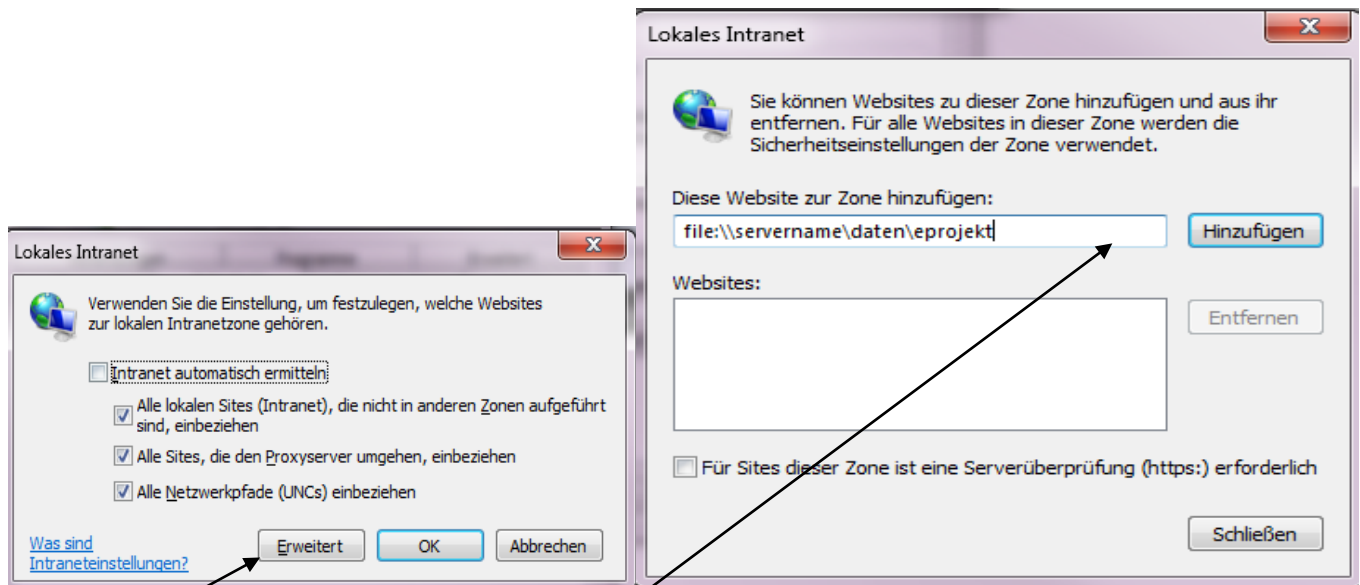 Lokales Intranet
Verwenden Sie die Einstellung, um festzulegen, welche Websites
zur lokalen Intranetzone gehören.
Intranet automatisch ermitteln
Alle lokalen Sites (Intranet), die nicht in anderen Zonen aufgeführt
sind, einbeziehen
Alle Sites, die den Proxyserver umgehen, einbeziehen
Alle Netzwerkpfade (UNCs) einbeziehen
Was sind
Intraneteinstellungen?
Erweitert
OK
Abbrechen
Lokales Intranet
Sie können Websites zu dieser Zone hinzufügen und aus ihr
entfernen. Für alle Websites in dieser Zone werden die
Sicherheitseinstellungen der Zone verwendet.
Diese Website zur Zone hinzufügen:
file:\\servername\daten\eprojekt
Hinzufügen
Websites:
Entfernen
Für Sites dieser Zone ist eine Serverüberprüfung (https:) erforderlich
Schließen